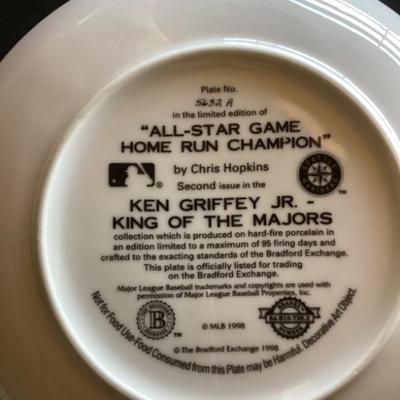 Plate No.
5632 A
in the limited edition of
"ALL-STAR GAME
HOME RUN CHAMPION"
by Chris Hopkins
Second issue in the
KEN GRIFFEY JR. -
KING OF THE MAJORS
collection which is produced on hard-fire porcelain in
an edition limited to a maximum of 95 firing days and
crafted to the exacting standards of the Bradford Exchange.
This plate is officially listed for trading
on the Bradford Exchange.
Major League Baseball trademarks and copyrights are used with
permission of Major League Baseball Properties, Inc.
© MLB 1998
© The Bradford Exchange 1998
Not for Food Use-Food Consumed from this Plate may be Harmful. Decorative Art Object.